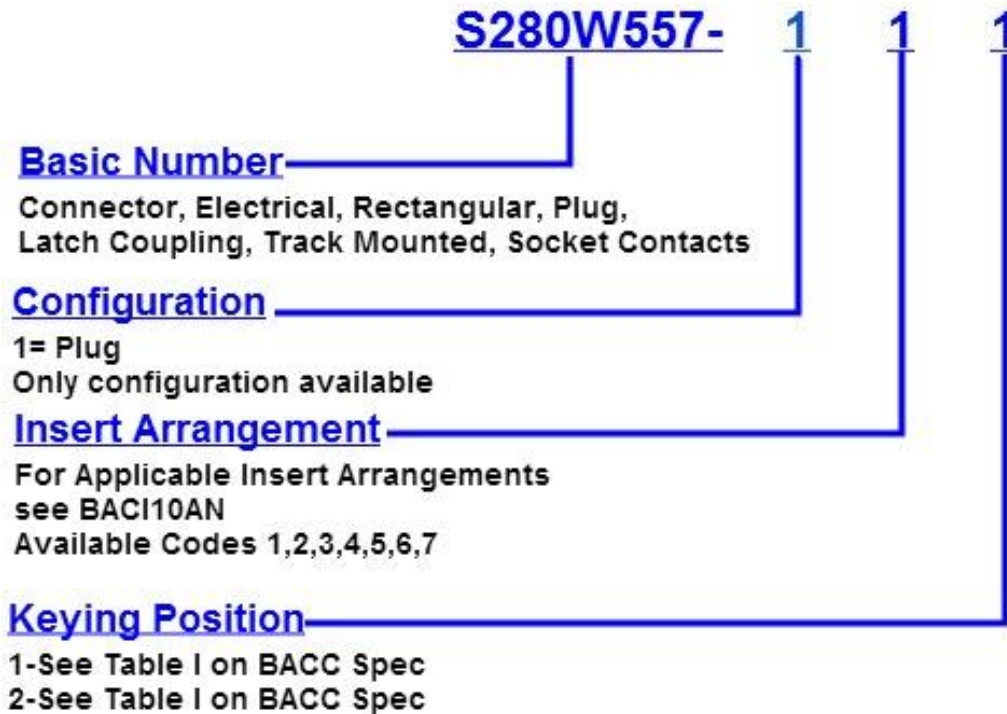 S280W557- 1 1 1
Basic Number
Connector, Electrical, Rectangular, Plug,
Latch Coupling, Track Mounted, Socket Contacts
Configuration
1= Plug
Only configuration available
Insert Arrangement
For Applicable Insert Arrangements
see BACI10AN
Available Codes 1,2,3,4,5,6,7
Keying Position
1-See Table I on BACC Spec
2-See Table I on BACC Spec